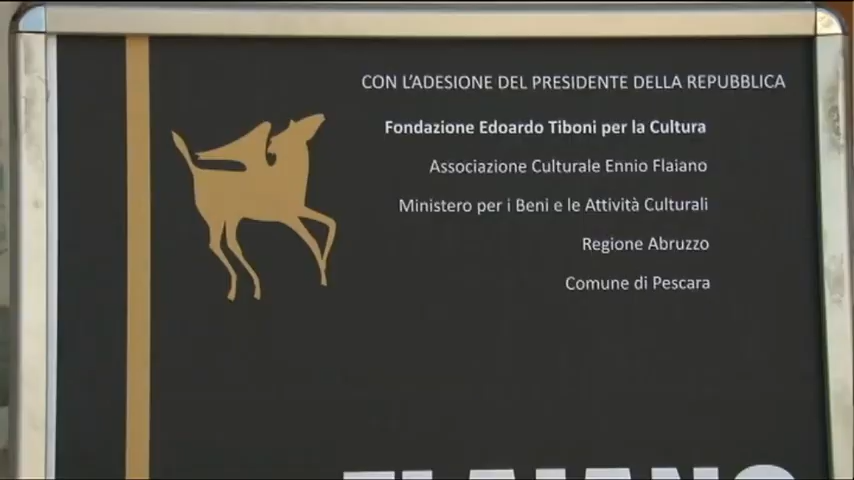 CON L'ADESIONE DEL PRESIDENTE DELLA REPUBBLICA
Fondazione Edoardo Tiboni per la Cultura
Associazione Culturale Ennio Flaiano
Ministero per i Beni e le Attività Culturali
Regione Abruzzo
Comune di Pescara
FLAIANO